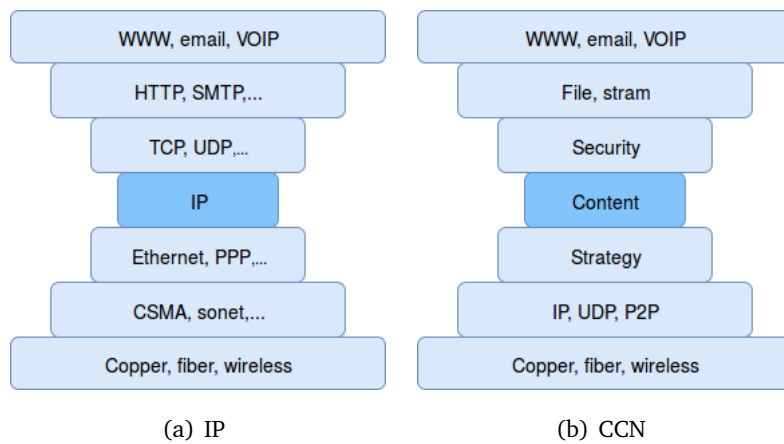 WWW, email, VOIP
HTTP, SMTP,...
TCP, UDP,...
IP
Ethernet, PPP,...
CSMA, sonet,...
Copper, fiber, wireless
(a) IP
WWW, email, VOIP
File, stram
Security
Content
Strategy
IP, UDP, P2P
Copper, fiber, wireless
(b) CCN